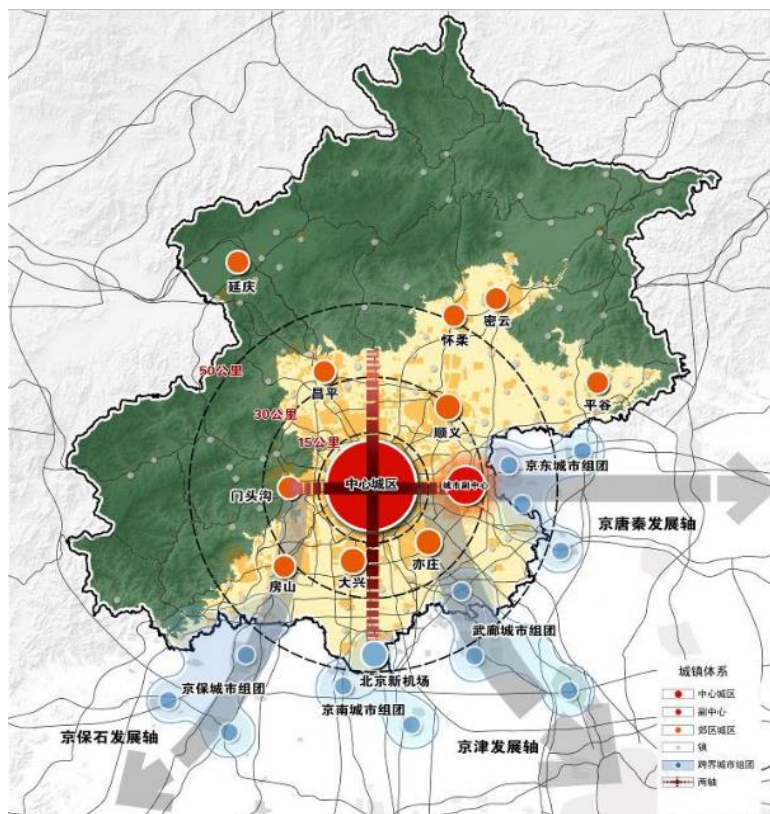 延庆
密云
怀柔
50公里
昌平
平谷
30公里
顺义
15公里
京东城市组团
中心城区
城市副中心
门头沟
京唐秦发展轴
亦庄
大兴
房山
武廊城市组团
北京新机场
京保城市组团
京南城市组团
京保石发展轴
京津发展轴
城镇体系
中心城区
副中心
郊区城区
镇
跨界城市组团
两轴